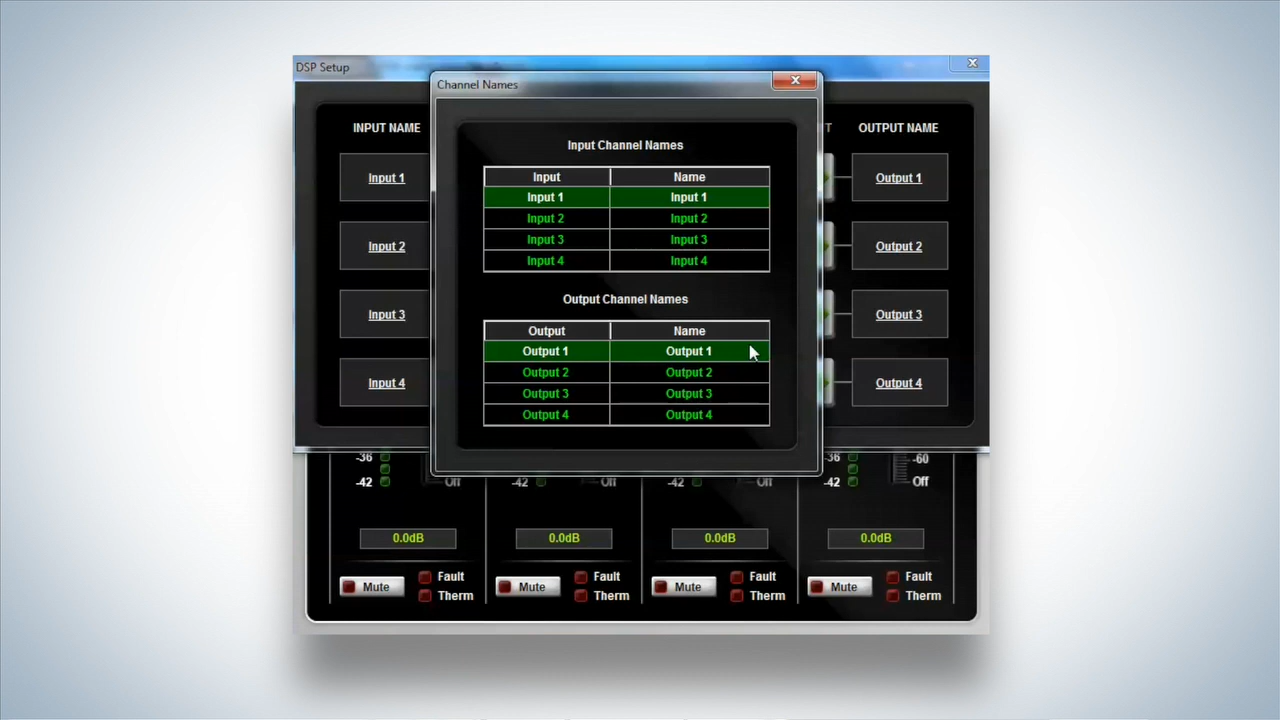 DSP Setup
Channel Names
INPUT NAME
T
OUTPUT NAME
Input Channel Names
Input Name
Input 1 Input 1
Input 2 Input 2
Input 3 Input 3
Input 4 Input 4
Output Channel Names
Output Name
Output 1 Output 1
Output 2 Output 2
Output 3 Output 3
Output 4 Output 4
Input 1
Input 2
Input 3
Input 4
Output 1
Output 2
Output 3
Output 4
-36 -36 -60
-42 Off -42 Off -42 Off -42 Off
0.0dB 0.0dB 0.0dB 0.0dB
Mute Fault Mute Fault Mute Fault Mute Fault
Therm Therm Therm Therm